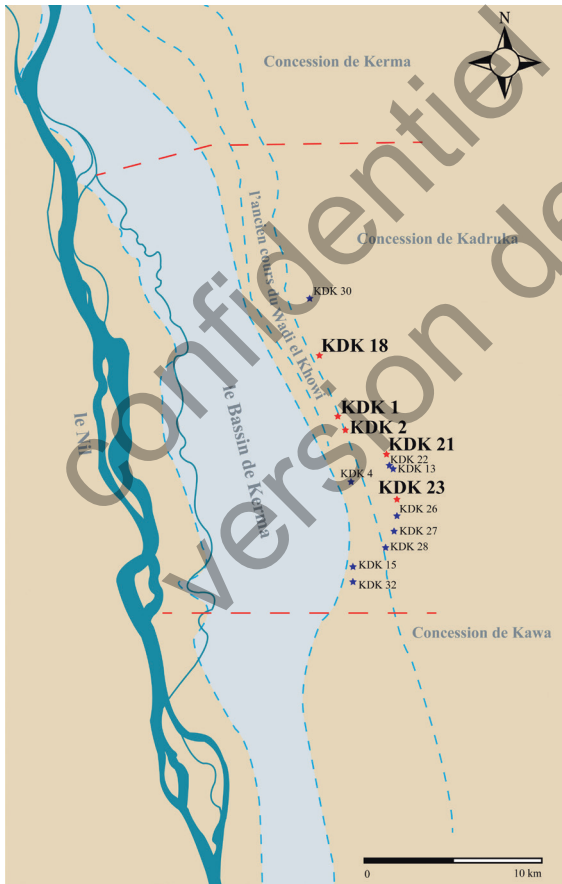 N
Concession de Kerma
l'ancien cours du Wadi el Khowi
Concession de Kadruka
KDK 30
KDK 18
KDK 1
KDK 2
le Nil
le Bassin de Kerma
KDK 21
KDK 22
KDK 13
KDK 4
KDK 23
KDK 26
KDK 27
KDK 28
KDK 15
KDK 32
Concession de Kawa
0
10 km
confidentiel
version de